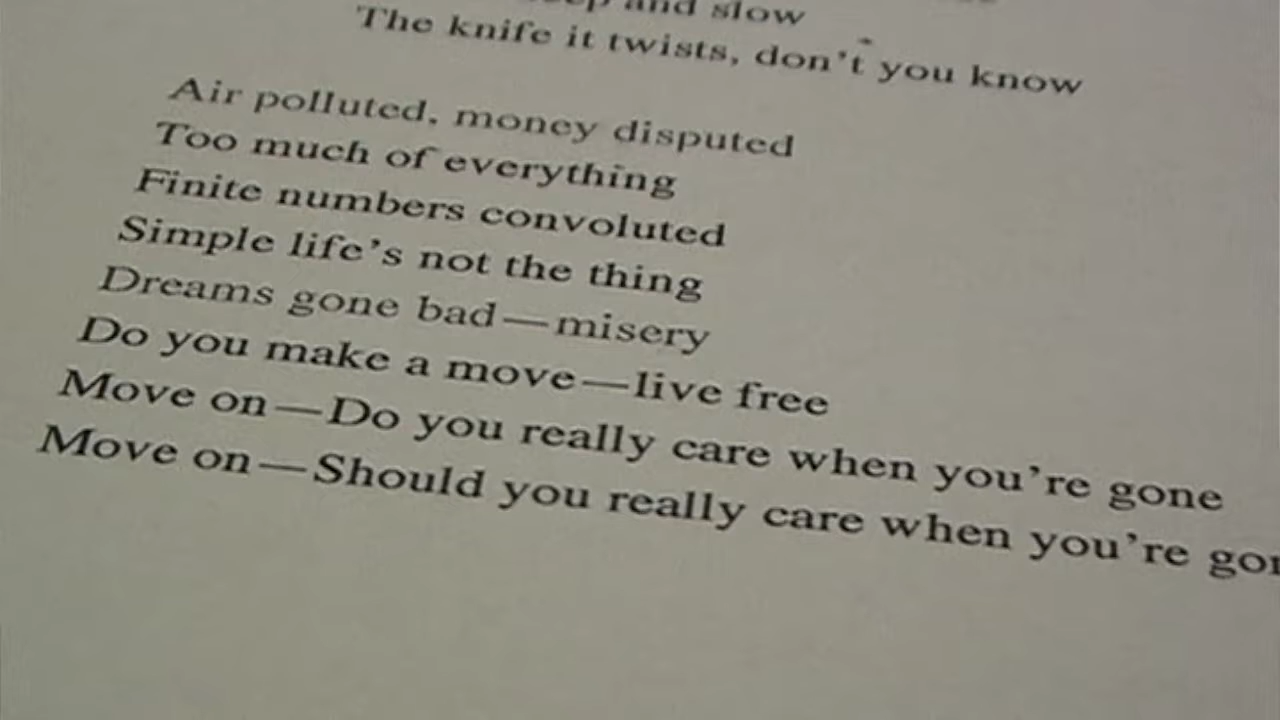 and slow
The knife it twists, don't you know
Air polluted, money disputed
Too much of everything
Finite numbers convoluted
Simple life's not the thing
Dreams gone bad—misery
Do you make a move—live free
Move on—Do you really care when you're gone
Move on—Should you really care when you're